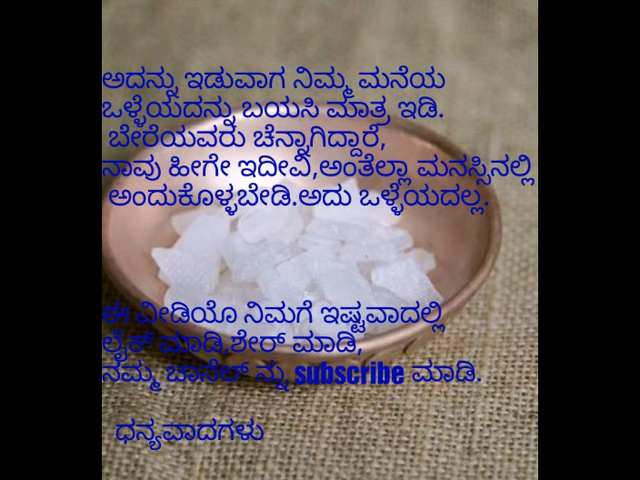 ಅದನ್ನು ಇಡುವಾಗ ನಿಮ್ಮ ಮನೆಯ
ಒಳ್ಳೆಯದನ್ನು ಬಯಸಿ ಮಾತ್ರ ಇಡಿ.
ಬೇರೆಯವರು ಚೆನ್ನಾಗಿದ್ದಾರೆ,
ನಾವು ಹೀಗೇ ಇದೀವಿ,ಅಂತೆಲ್ಲಾ ಮನಸ್ಸಿನಲ್ಲಿ
ಅಂದುಕೊಳ್ಳಬೇಡಿ.ಅದು ಒಳ್ಳೆಯದಲ್ಲ.
ಈ ವೀಡಿಯೊ ನಿಮಗೆ ಇಷ್ಟವಾದಲ್ಲಿ
ಲೈಕ್ ಮಾಡಿ,ಶೇರ್ ಮಾಡಿ,
ನಮ್ಮ ಚಾನೆಲ್ ನ್ನು subscribe ಮಾಡಿ.
ಧನ್ಯವಾದಗಳು